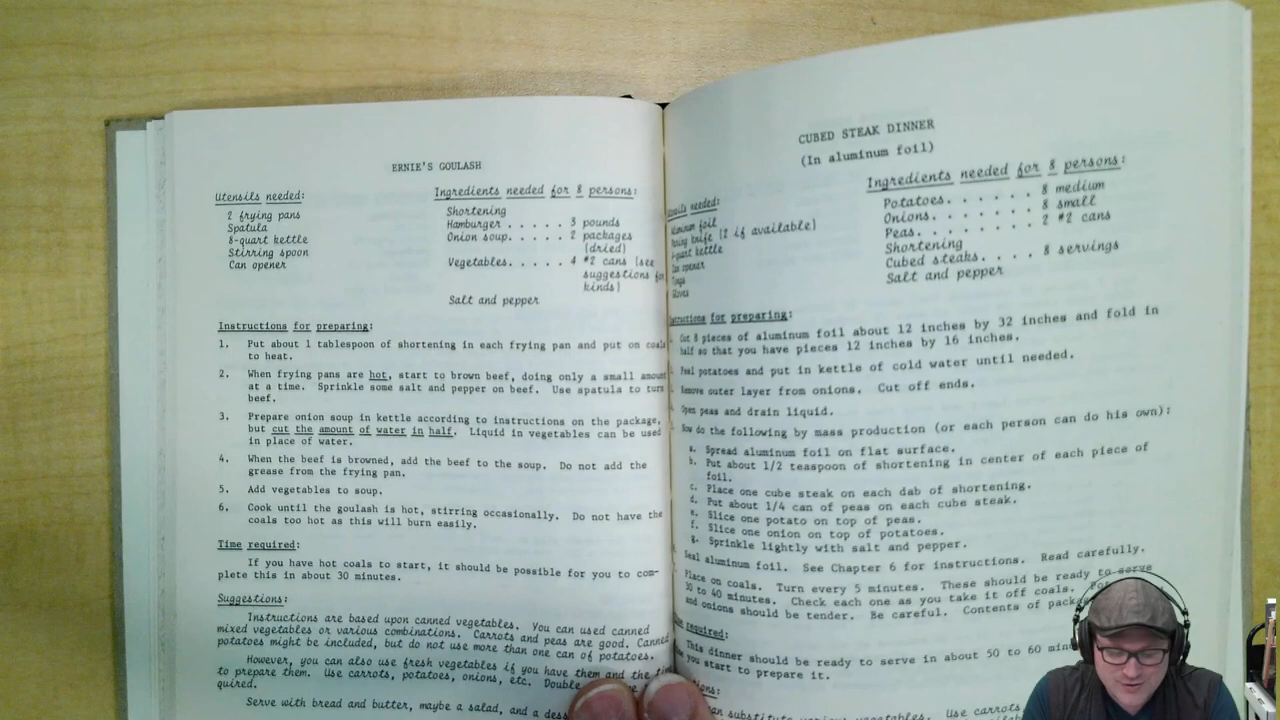 ERNIE'S GOULASH
Utensils needed:
2 frying pans
Spatula
8-quart kettle
Stirring spoon
Can opener
Ingredients needed for 8 persons:
Shortening
Hamburger . . . . . 3 pounds
Onion soup. . . . . 2 packages
(dried)
Vegetables. . . . . 4 #2 cans (see
suggestions for
kinds)
Salt and pepper
Instructions for preparing:
1. Put about 1 tablespoon of shortening in each frying pan and put on coals
to heat.
2. When frying pans are hot, start to brown beef, doing only a small amount
at a time. Sprinkle some salt and pepper on beef. Use spatula to turn
beef.
3. Prepare onion soup in kettle according to instructions on the package,
but cut the amount of water in half. Liquid in vegetables can be used
in place of water.
4. When the beef is browned, add the beef to the soup. Do not add the
grease from the frying pan.
5. Add vegetables to soup.
6. Cook until the goulash is hot, stirring occasionally. Do not have the
coals too hot as this will burn easily.
Time required:
If you have hot coals to start, it should be possible for you to com-
plete this in about 30 minutes.
Suggestions:
Instructions are based upon canned vegetables. You can used canned
mixed vegetables or various combinations. Carrots and peas are good. Canned
potatoes might be included, but do not use more than one can of potatoes.
However, you can also use fresh vegetables if you have them and the time
to prepare them. Use carrots, potatoes, onions, etc. Double
quired.
Serve with bread and butter, maybe a salad, and a
CUBED STEAK DINNER
(In aluminum foil)
needed:
foil
knife (2 if available)
kettle
opener
Tongs
Gloves
Ingredients needed for 8 persons:
Potatoes. . . . . . 8 medium
Onions. . . . . . . 8 small
Peas. . . . . . . . 2 #2 cans
Shortening
Cubed steaks. . . . 8 servings
Salt and pepper
for preparing:
Cut 8 pieces of aluminum foil about 12 inches by 32 inches and fold in
half so that you have pieces 12 inches by 16 inches.
Peel potatoes and put in kettle of cold water until needed.
Remove outer layer from onions. Cut off ends.
Open peas and drain liquid.
Now do the following by mass production (or each person can do his own):
a. Spread aluminum foil on flat surface.
b. Put about 1/2 teaspoon of shortening in center of each piece of
foil.
c. Place one cube steak on each dab of shortening.
d. Put about 1/4 can of peas on each cube steak.
e. Slice one potato on top of peas.
f. Slice one onion on top of potatoes.
g. Sprinkle lightly with salt and pepper.
Seal aluminum foil. See Chapter 6 for instructions. Read carefully.
Place on coals. Turn every 5 minutes. These should be ready to serve
30 to 40 minutes. Check each one as you take it off coals.
and onions should be tender. Be careful. Contents of
required:
This dinner should be ready to serve in about 50 to 60
you start to prepare it.
substitute various vegetables. Use carrots